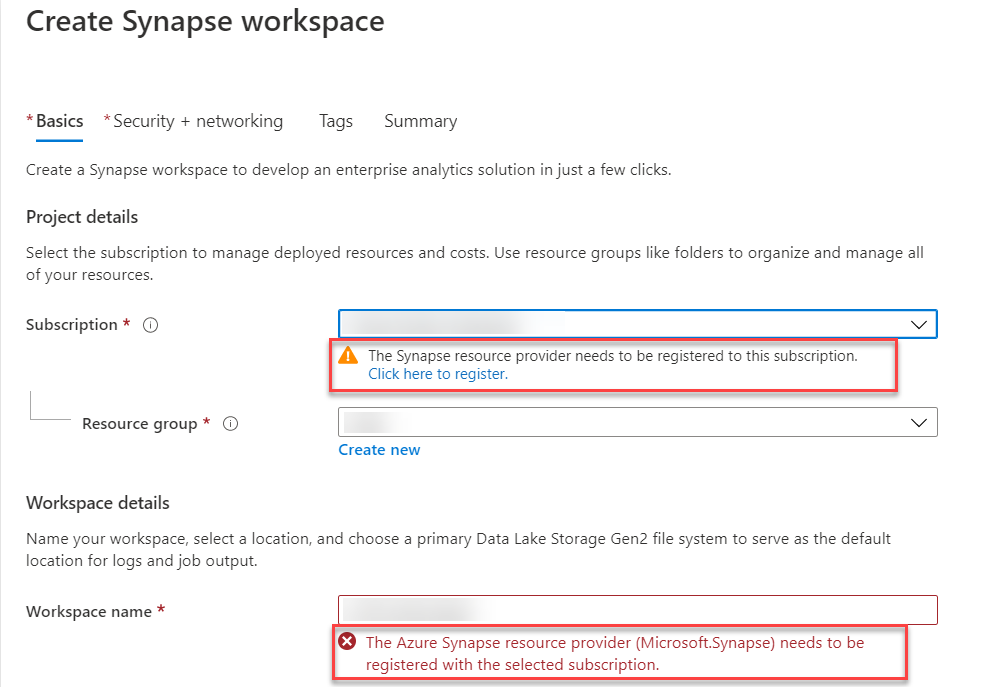 Create Synapse workspace
* Basics * Security + networking Tags Summary
Create a Synapse workspace to develop an enterprise analytics solution in just a few clicks.
Project details
Select the subscription to manage deployed resources and costs. Use resource groups like folders to organize and manage all
of your resources.
Subscription *
The Synapse resource provider needs to be registered to this subscription.
Click here to register.
Resource group *
Create new
Workspace details
Name your workspace, select a location, and choose a primary Data Lake Storage Gen2 file system to serve as the default
location for logs and job output.
Workspace name *
The Azure Synapse resource provider (Microsoft.Synapse) needs to be
registered with the selected subscription.